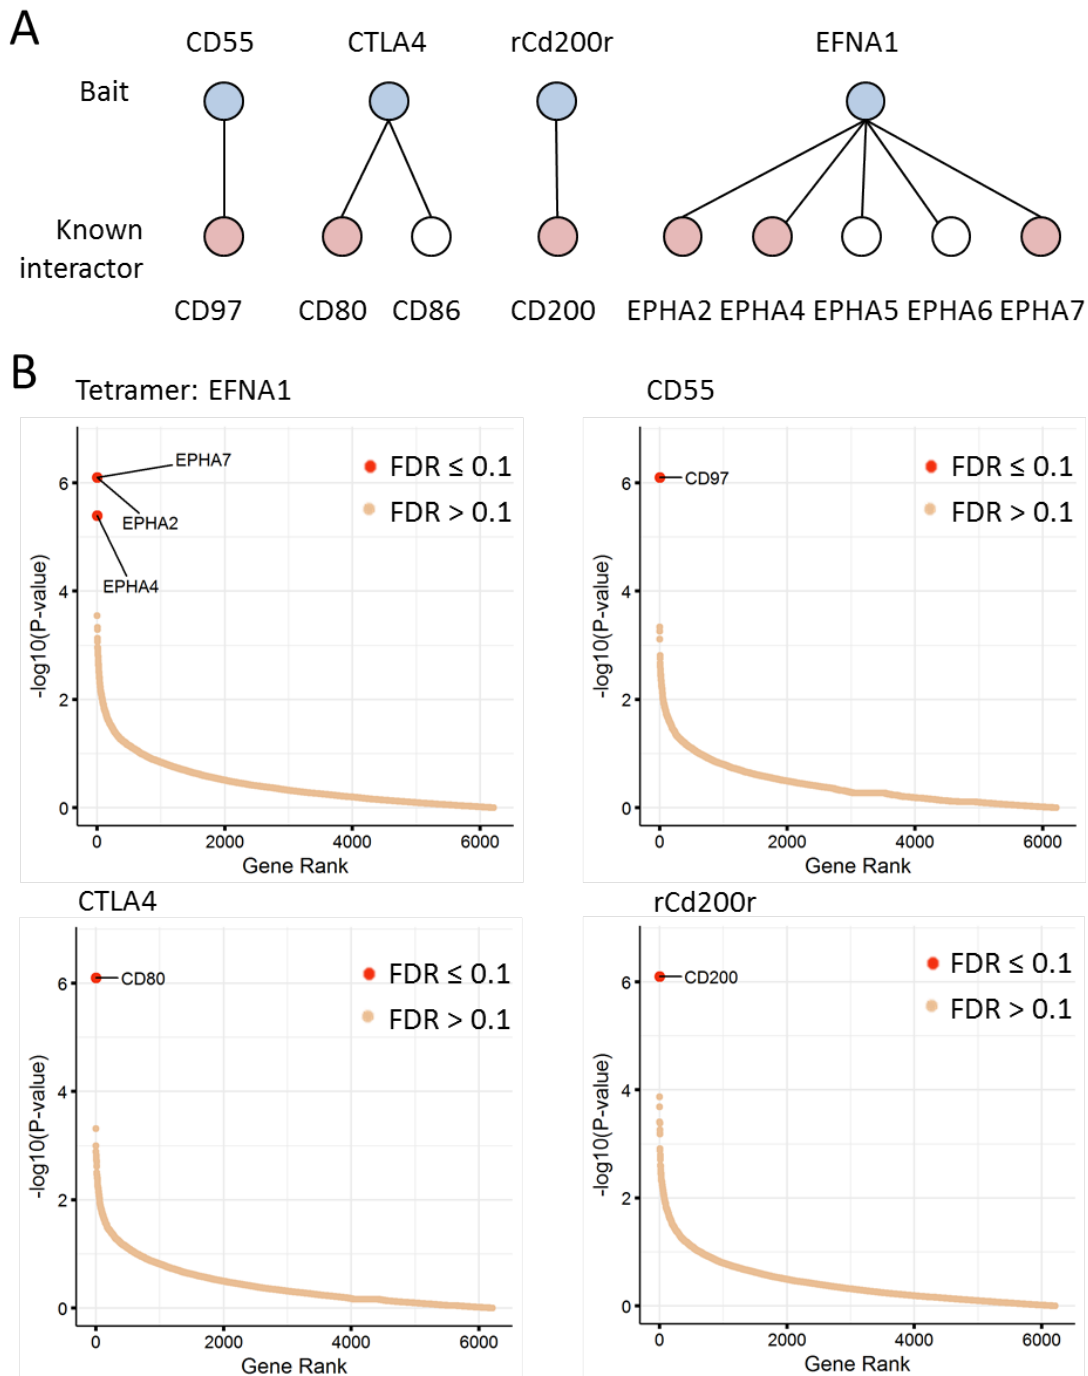 A
CD55 CTLA4 rCd200r EFNA1
Bait
Known
interactor
CD97 CD80 CD86 CD200 EPHA2 EPHA4 EPHA5 EPHA6 EPHA7
B
Tetramer: EFNA1
EPHA7
EPHA2
EPHA4
FDR ≤ 0.1
FDR > 0.1
6
4
2
0
-log10(P-value)
0 2000 4000 6000
Gene Rank
CD55
CD97
FDR ≤ 0.1
FDR > 0.1
6
4
2
0
-log10(P-value)
0 2000 4000 6000
Gene Rank
CTLA4
CD80
FDR ≤ 0.1
FDR > 0.1
6
4
2
0
-log10(P-value)
0 2000 4000 6000
Gene Rank
rCd200r
CD200
FDR ≤ 0.1
FDR > 0.1
6
4
2
0
-log10(P-value)
0 2000 4000 6000
Gene Rank